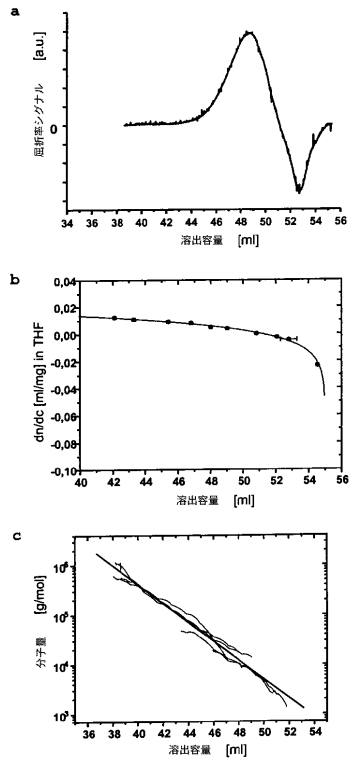 a
屈折率シグナル [a.u.]
0
34 36 38 40 42 44 46 48 50 52 54 56
溶出容量 [ml]
b
dn/dc [ml/mg] in THF
0,04
0,02
0,00
-0,02
-0,04
-0,06
-0,08
-0,10
40 42 44 46 48 50 52 54 56
溶出容量 [ml]
c
分子量 [g/mol]
10⁶
10⁵
10⁴
10³
36 38 40 42 44 46 48 50 52 54
溶出容量 [ml]